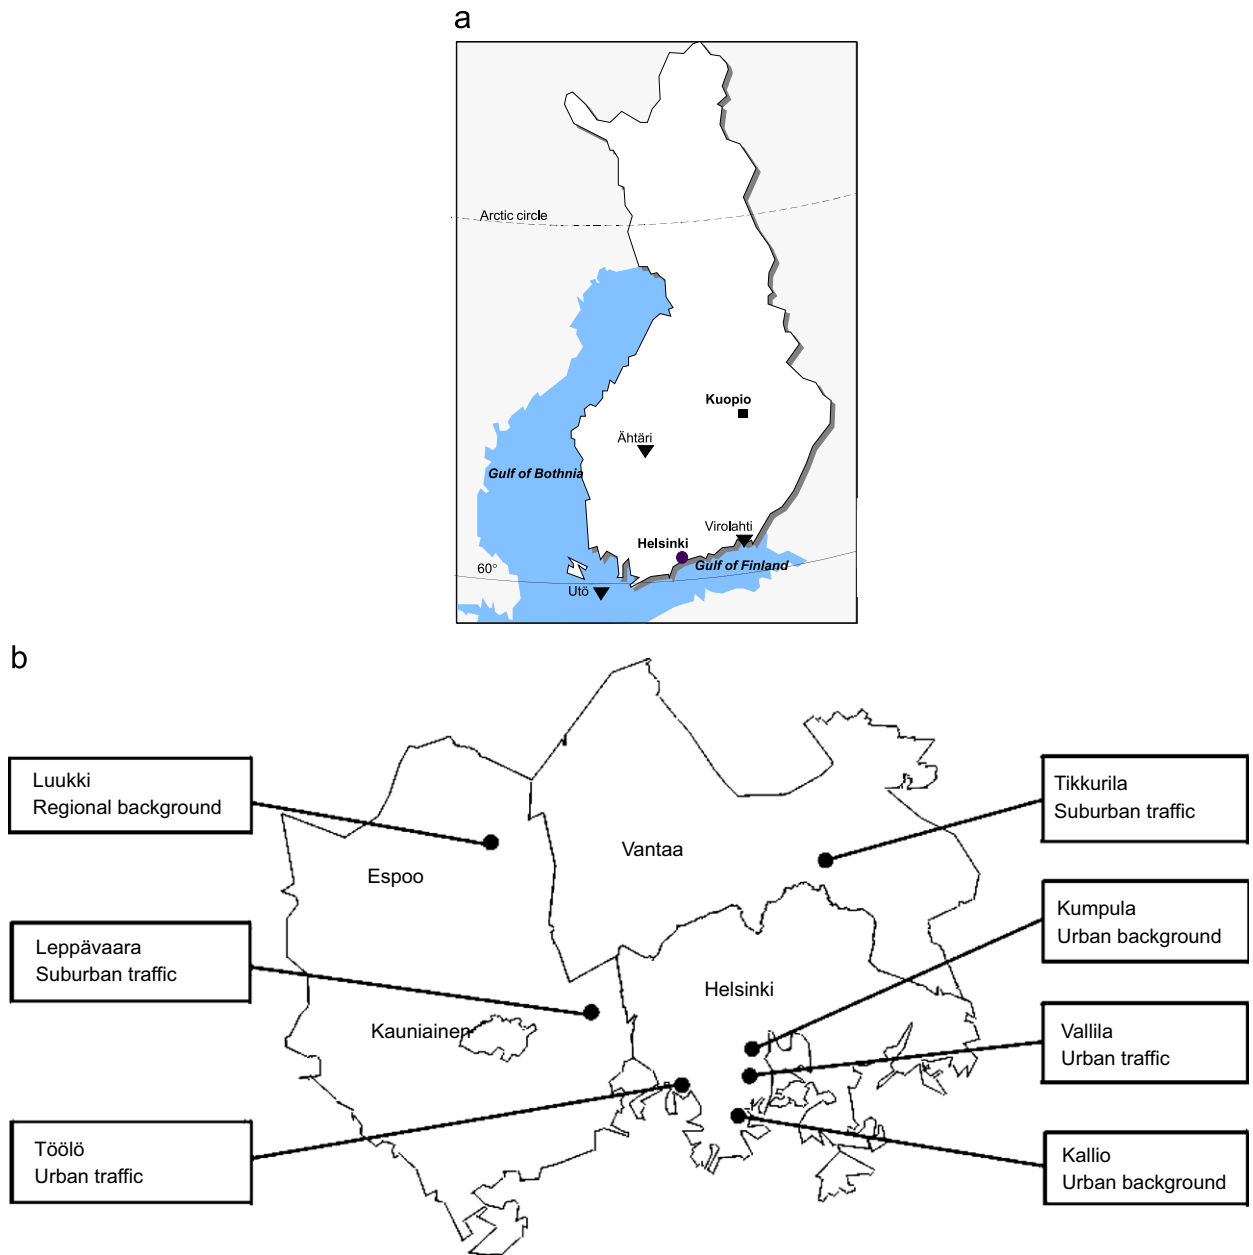 a
Arctic circle
Kuopio
Ähtäri
Gulf of Bothnia
Virolahti
Helsinki
Gulf of Finland
60°
Utö
b
Luukki
Regional background
Tikkurila
Suburban traffic
Vantaa
Espoo
Kumpula
Urban background
Leppävaara
Suburban traffic
Helsinki
Kauniainen
Vallila
Urban traffic
Töölö
Urban traffic
Kallio
Urban background